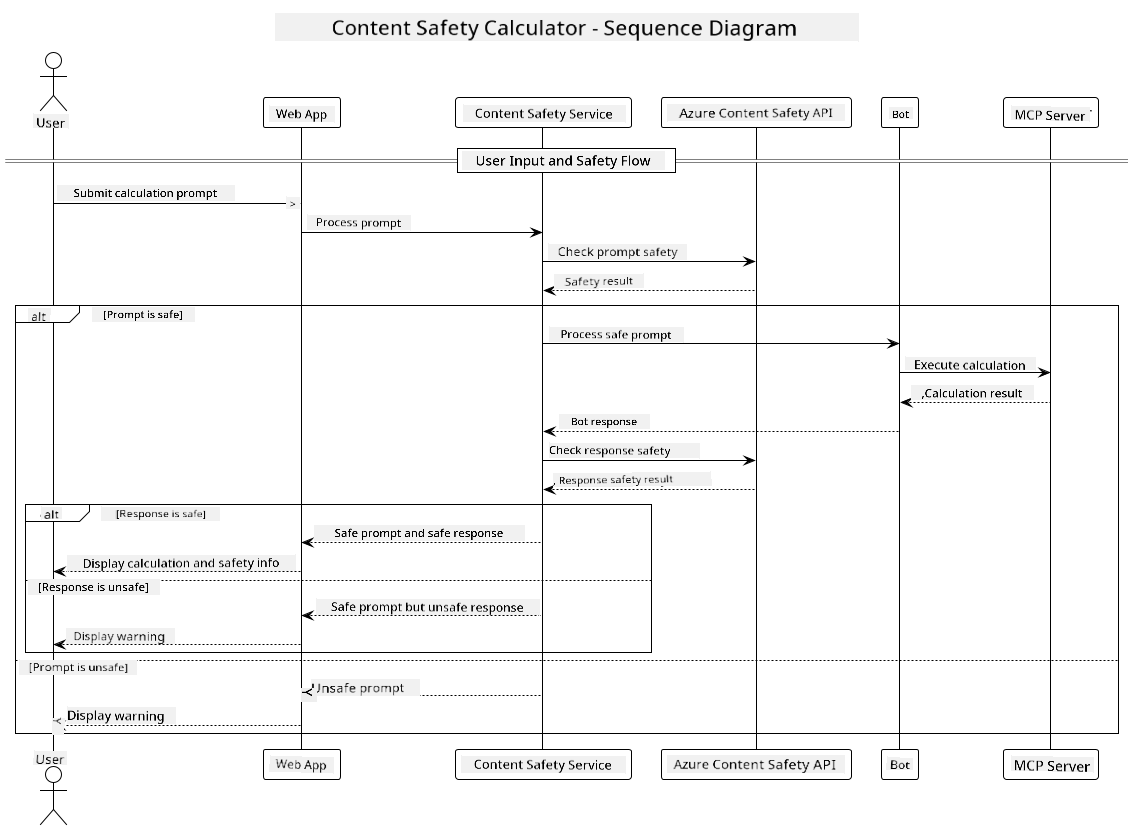 Content Safety Calculator - Sequence Diagram
User
Web App
Content Safety Service
Azure Content Safety API
Bot
MCP Server
User Input and Safety Flow
Submit calculation prompt
Process prompt
Check prompt safety
Safety result
alt
[Prompt is safe]
Process safe prompt
Execute calculation
,Calculation result
Bot response
Check response safety
Response safety result
alt
[Response is safe]
Safe prompt and safe response
Display calculation and safety info
[Response is unsafe]
Safe prompt but unsafe response
Display warning
[Prompt is unsafe]
Unsafe prompt
Display warning
User
Web App
Content Safety Service
Azure Content Safety API
Bot
MCP Server